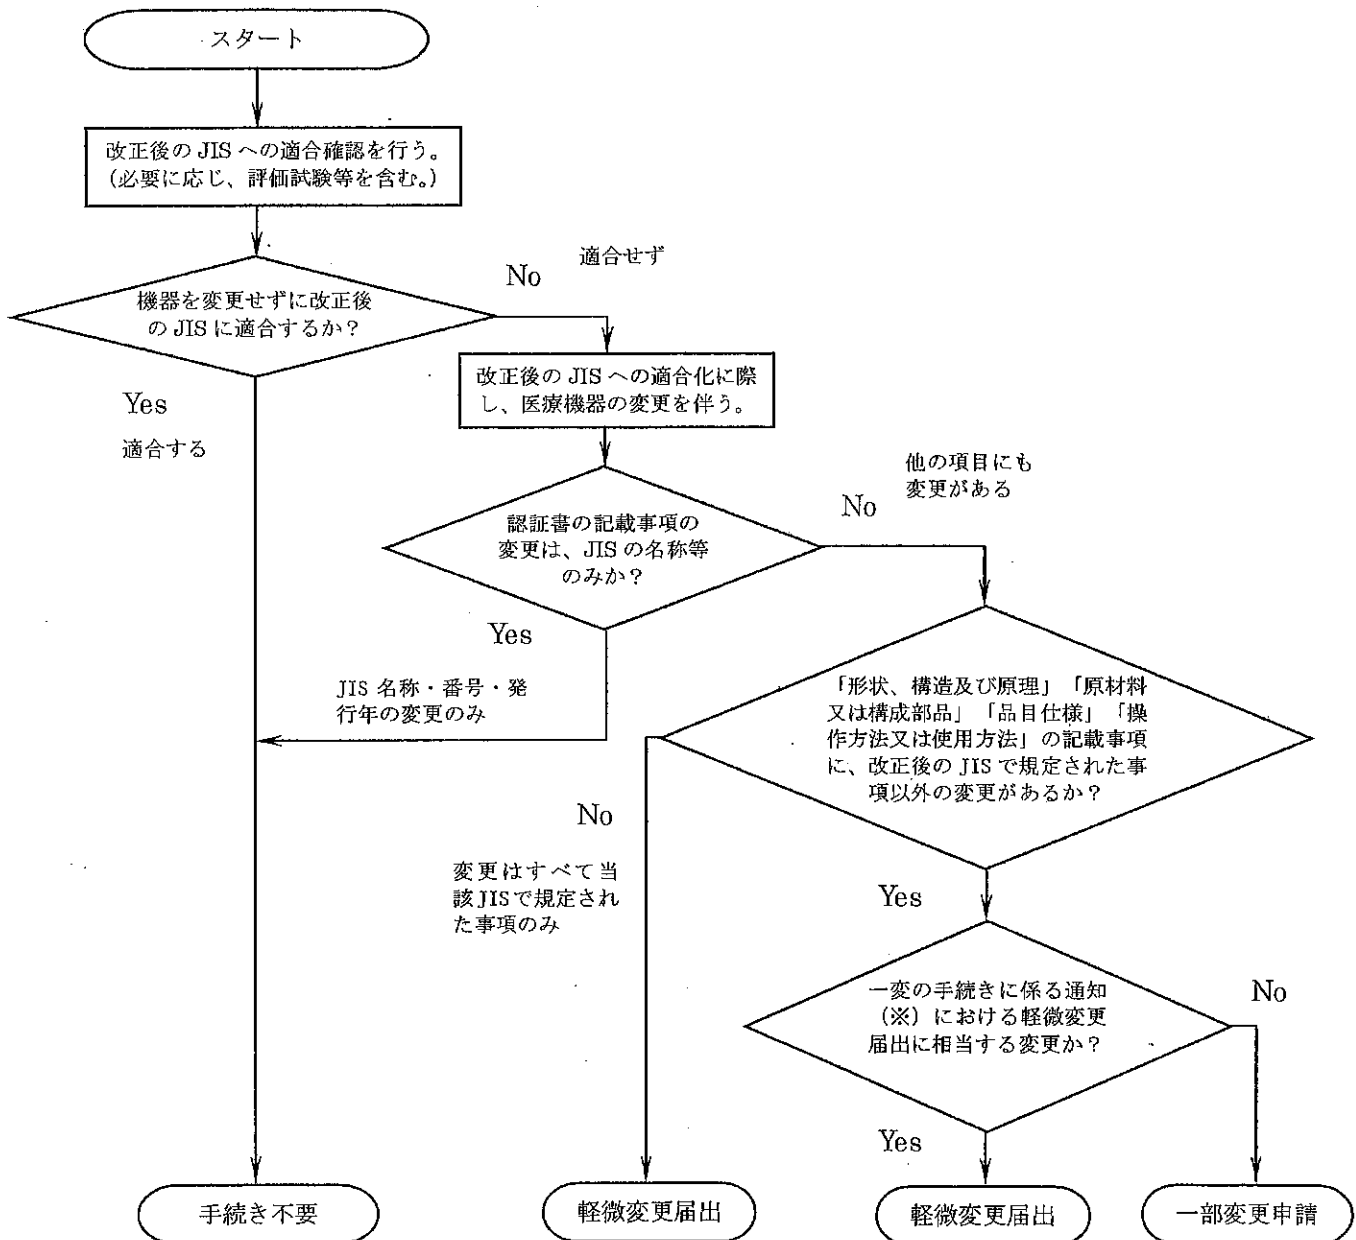 スタート
改正後の JIS への適合確認を行う。
(必要に応じ、評価試験等を含む。)
No
適合せず
機器を変更せずに改正後
の JIS に適合するか？
改正後の JIS への適合化に際
し、医療機器の変更を伴う。
Yes
適合する
他の項目にも
変更がある
No
認証書の記載事項の
変更は、JIS の名称等
のみか？
Yes
JIS 名称・番号・発
行年の変更のみ
「形状、構造及び原理」「原材料
又は構成部品」「品目仕様」「操
作方法又は使用方法」の記載事項
に、改正後の JIS で規定された事
項以外の変更があるか？
No
変更はすべて当
該 JIS で規定され
た事項のみ
Yes
一変の手続きに係る通知
（※）における軽微変更
届出に相当する変更か？
No
Yes
手続き不要
軽微変更届出
軽微変更届出
一部変更申請